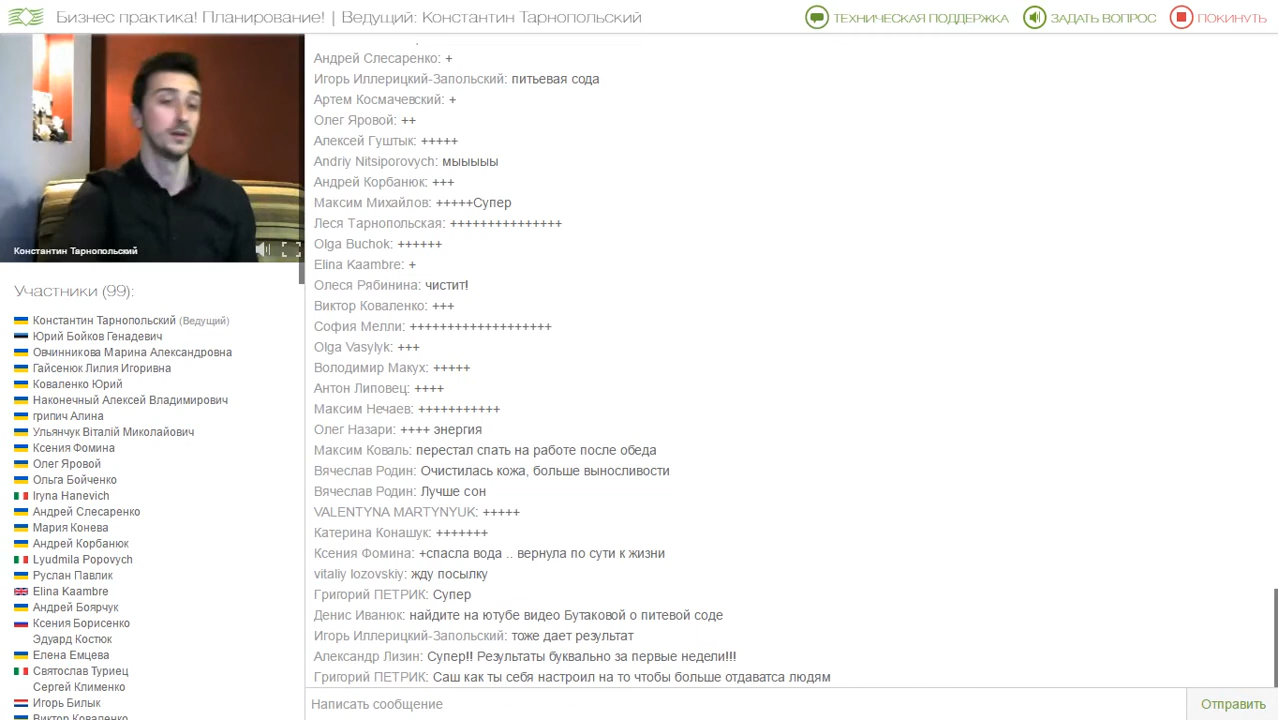 Бизнес практика! Планирование! | Ведущий: Константин Тарнопольский
ТЕХНИЧЕСКАЯ ПОДДЕРЖКА
ЗАДАТЬ ВОПРОС
ПОКИНУТЬ
Константин Тарнопольский
Участники (99):
Константин Тарнопольский (Ведущий)
Юрий Бойков Генадевич
Овчинникова Марина Александровна
Гайсенюк Лилия Игоривна
Коваленко Юрий
Наконечный Алексей Владимирович
грипич Алина
Ульянчук Віталій Миколайович
Ксения Фомина
Олег Яровой
Ольга Бойченко
Iryna Hanevich
Андрей Слесаренко
Мария Конева
Андрей Корбанюк
Lyudmila Popovych
Руслан Павлик
Elina Kaambre
Андрей Боярчук
Ксения Борисенко
Эдуард Костюк
Елена Емцева
Святослав Туриец
Сергей Клименко
Игорь Билык
Виктор Коваленко
Андрей Слесаренко: +
Игорь Иллерицкий-Запольский: питьевая сода
Артем Космачевский: +
Олег Яровой: ++
Алексей Гуштык: +++++
Andriy Nitsiporovych: мыыыыы
Андрей Корбанюк: +++
Максим Михайлов: +++++Супер
Леся Тарнопольская: +++++++++++++++
Olga Buchok: ++++++
Elina Kaambre: +
Олеся Рябинина: чистит!
Виктор Коваленко: +++
София Мелли: +++++++++++++++++++
Olga Vasylyk: +++
Володимир Макух: +++++
Антон Липовец: ++++
Максим Нечаев: +++++++++++
Олег Назари: ++++ энергия
Максим Коваль: перестал спать на работе после обеда
Вячеслав Родин: Очистилась кожа, больше выносливости
Вячеслав Родин: Лучше сон
VALENTYNA MARTYNYUK: +++++
Катерина Конашук: +++++++
Ксения Фомина: +спасла вода .. вернула по сути к жизни
vitaliy lozovskiy: жду посылку
Григорий ПЕТРИК: Супер
Денис Иванюк: найдите на ютубе видео Бутаковой о питевой соде
Игорь Иллерицкий-Запольский: тоже дает результат
Александр Лизин: Супер!! Результаты буквально за первые недели!!!
Григорий ПЕТРИК: Саш как ты себя настроил на то чтобы больше отдаватса людям
Написать сообщение
Отправить